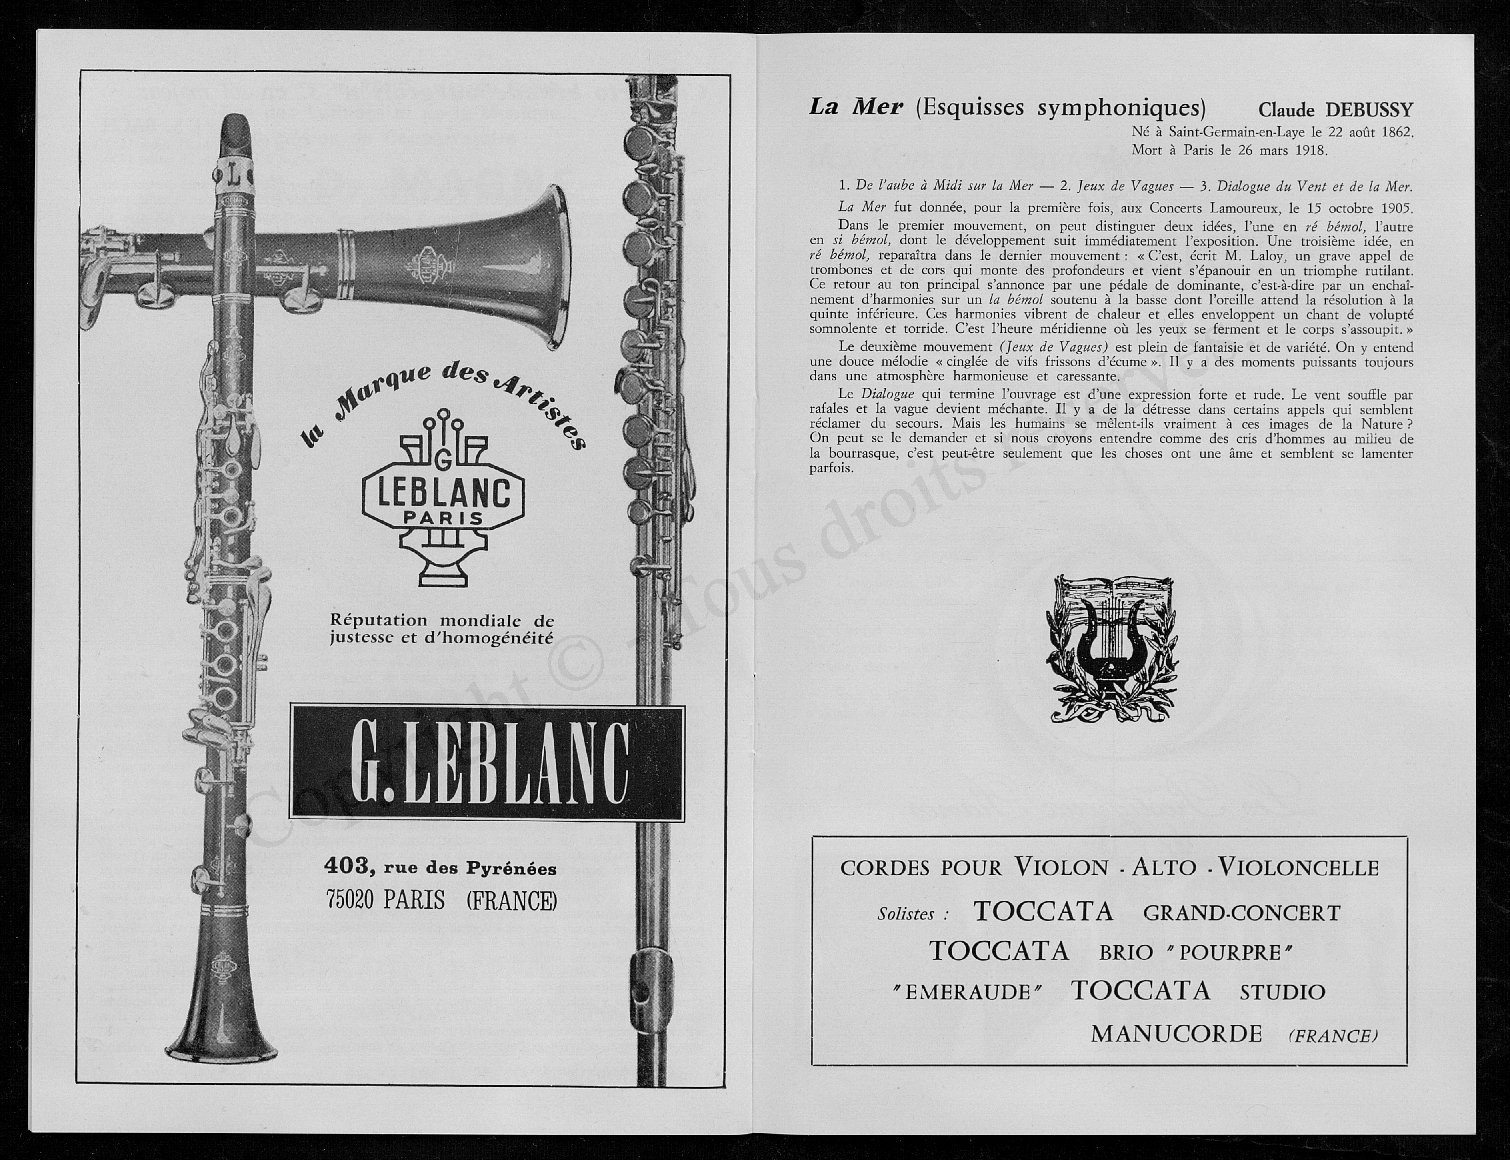 L
la Marque des Artistes
G
LEBLANC
PARIS
Réputation mondiale de
justesse et d'homogénéité
G. LEBLANC
403, rue des Pyrénées
75020 PARIS (FRANCE)
La Mer (Esquisses symphoniques) Claude DEBUSSY
Né à Saint-Germain-en-Laye le 22 août 1862.
Mort à Paris le 26 mars 1918.
1. De l'aube à Midi sur la Mer — 2. Jeux de Vagues — 3. Dialogue du Vent et de la Mer.
La Mer fut donnée, pour la première fois, aux Concerts Lamoureux, le 15 octobre 1905.
Dans le premier mouvement, on peut distinguer deux idées, l'une en ré bémol, l'autre
en si bémol, dont le développement suit immédiatement l'exposition. Une troisième idée, en
ré bémol, reparaîtra dans le dernier mouvement : « C'est, écrit M. Laloy, un grave appel de
trombones et de cors qui monte des profondeurs et vient s'épanouir en un triomphe rutilant.
Ce retour au ton principal s'annonce par une pédale de dominante, c'est-à-dire par un enchaî-
nement d'harmonies sur un la bémol soutenu à la basse dont l'oreille attend la résolution à la
quinte inférieure. Ces harmonies vibrent de chaleur et elles enveloppent un chant de volupté
somnolente et torride. C'est l'heure méridienne où les yeux se ferment et le corps s'assoupit. »
Le deuxième mouvement (Jeux de Vagues) est plein de fantaisie et de variété. On y entend
une douce mélodie « cinglée de vifs frissons d'écume ». Il y a des moments puissants toujours
dans une atmosphère harmonieuse et caressante.
Le Dialogue qui termine l'ouvrage est d'une expression forte et rude. Le vent souffle par
rafales et la vague devient méchante. Il y a de la détresse dans certains appels qui semblent
réclamer du secours. Mais les humains se mêlent-ils vraiment à ces images de la Nature ?
On peut se le demander et si nous croyons entendre comme des cris d'hommes au milieu de
la bourrasque, c'est peut-être seulement que les choses ont une âme et semblent se lamenter
parfois.
CORDES POUR VIOLON - ALTO - VIOLONCELLE
Solistes : TOCCATA GRAND-CONCERT
TOCCATA BRIO "POURPRE"
"EMERAUDE" TOCCATA STUDIO
MANUCORDE (FRANCE)
Copyright © - Tous droits réservés